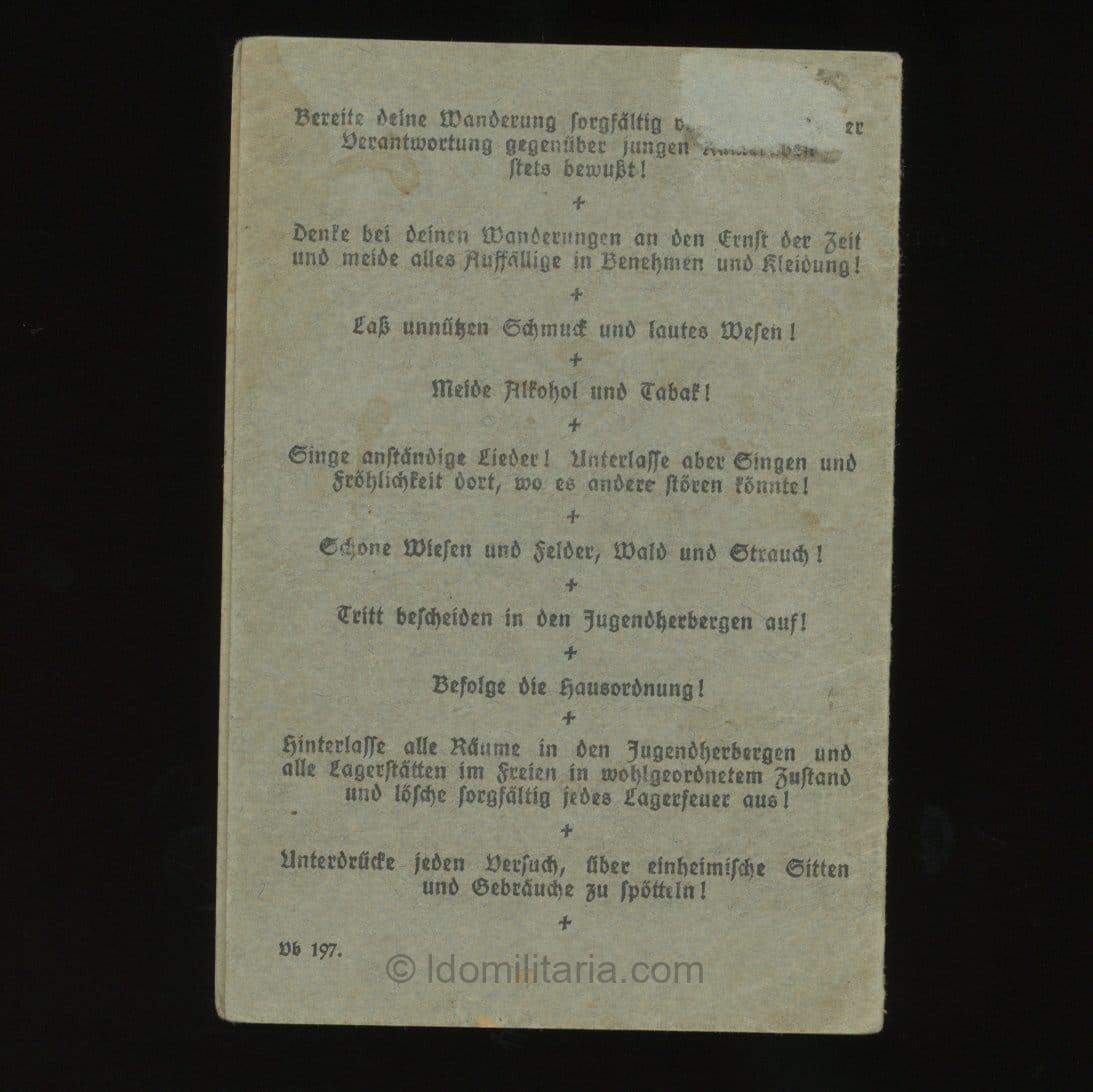 Bereite deine Wanderung sorgfältig v er
Verantwortung gegenüber jungen
stets bewußt!
+
Denke bei deinen Wanderungen an den Ernst der Zeit
und meide alles Auffällige in Benehmen und Kleidung!
+
Laß unnützen Schmuck und lautes Wesen!
+
Meide Alkohol und Tabak!
+
Singe anständige Lieder! Unterlasse aber Singen und
Fröhlichkeit dort, wo es andere stören könnte!
+
Schone Wiesen und Felder, Wald und Strauch!
+
Tritt bescheiden in den Jugendherbergen auf!
+
Befolge die Hausordnung!
+
Hinterlasse alle Räume in den Jugendherbergen und
alle Lagerstätten im Freien in wohlgeordnetem Zustand
und lösche sorgfältig jedes Lagerfeuer aus!
+
Unterdrücke jeden Versuch, über einheimische Sitten
und Gebräuche zu spötteln!
+
Vb 197.
© ldomilitaria.com